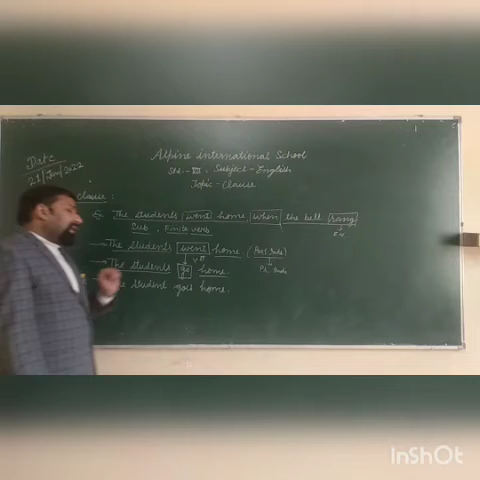 Date
21/Jan/2022
Alpine international School
Std:- VII : Subject - English
Topic - Clause
clause :
The students went home when the bell rang
Sub , Finite verb
The students went home ( Past Inde )
The students go home.
The student goes home.
InShOt